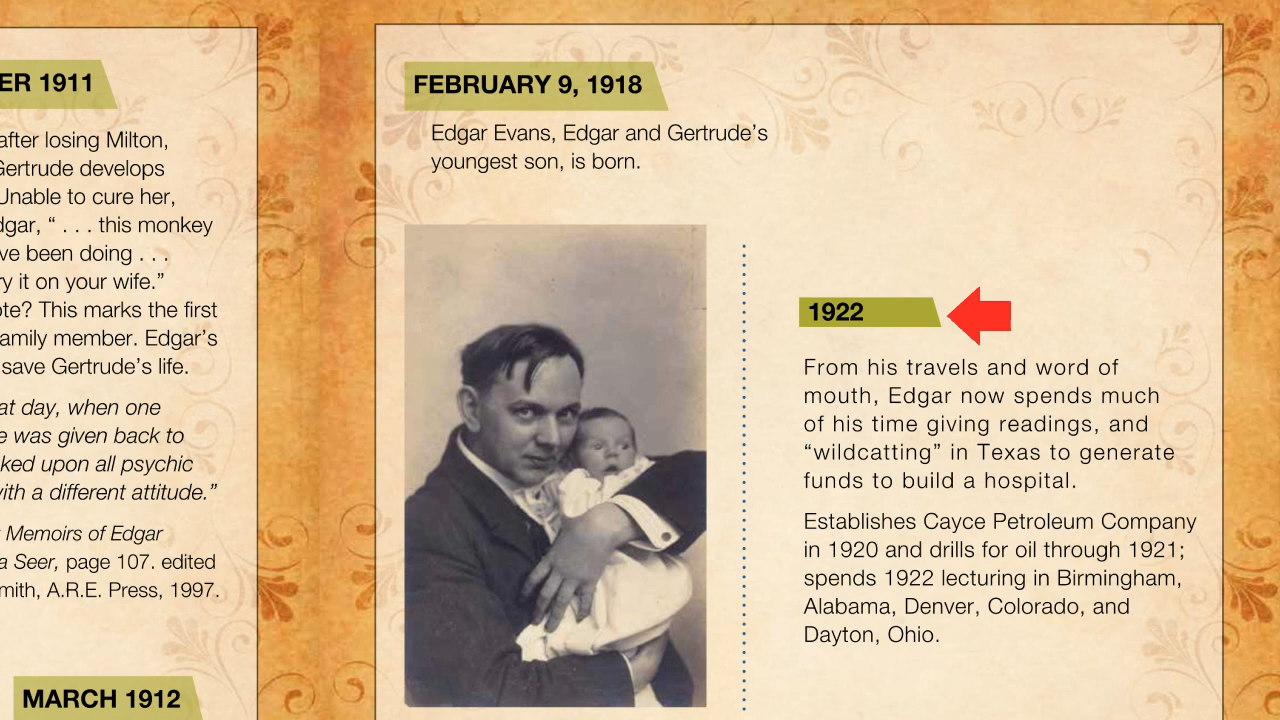 ER 1911
after losing Milton,
Gertrude develops
Unable to cure her,
dgar, “ . . . this monkey
ve been doing . . .
ry it on your wife.”
ote? This marks the first
amily member. Edgar’s
save Gertrude’s life.
at day, when one
e was given back to
ked upon all psychic
with a different attitude.”
Memoirs of Edgar
a Seer, page 107. edited
mith, A.R.E. Press, 1997.
MARCH 1912
FEBRUARY 9, 1918
Edgar Evans, Edgar and Gertrude’s
youngest son, is born.
1922
From his travels and word of
mouth, Edgar now spends much
of his time giving readings, and
“wildcatting” in Texas to generate
funds to build a hospital.
Establishes Cayce Petroleum Company
in 1920 and drills for oil through 1921;
spends 1922 lecturing in Birmingham,
Alabama, Denver, Colorado, and
Dayton, Ohio.